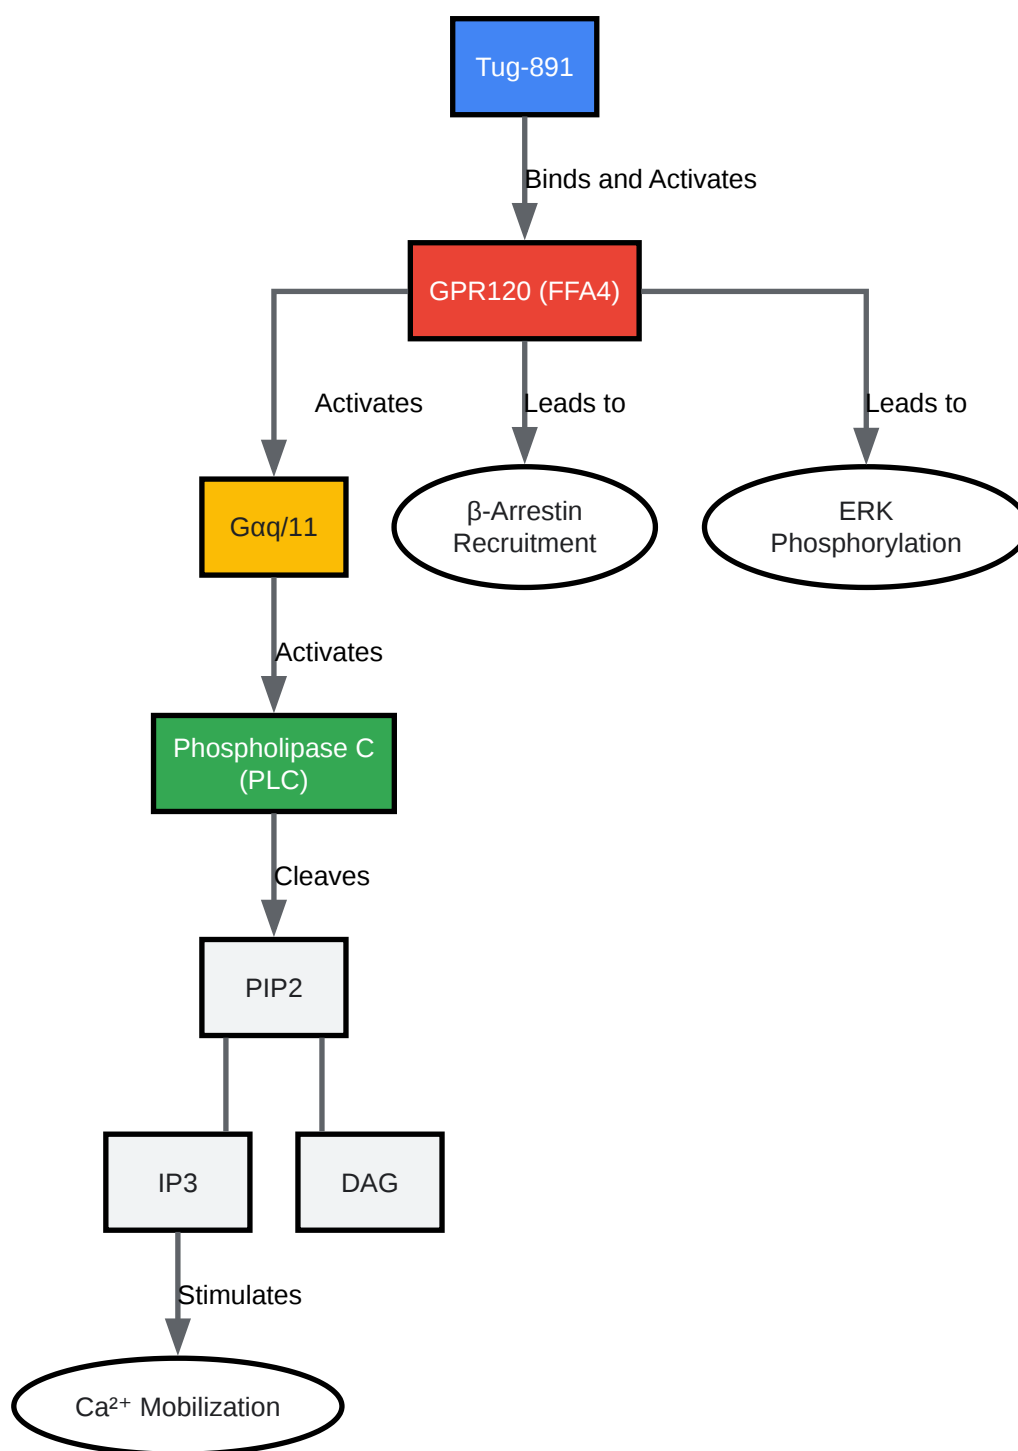 Tug-891
Binds and Activates
GPR120 (FFA4)
Activates
Leads to
Leads to
Gαq/11
β-Arrestin
Recruitment
ERK
Phosphorylation
Activates
Phospholipase C
(PLC)
Cleaves
PIP2
IP3
DAG
Stimulates
Ca²⁺ Mobilization